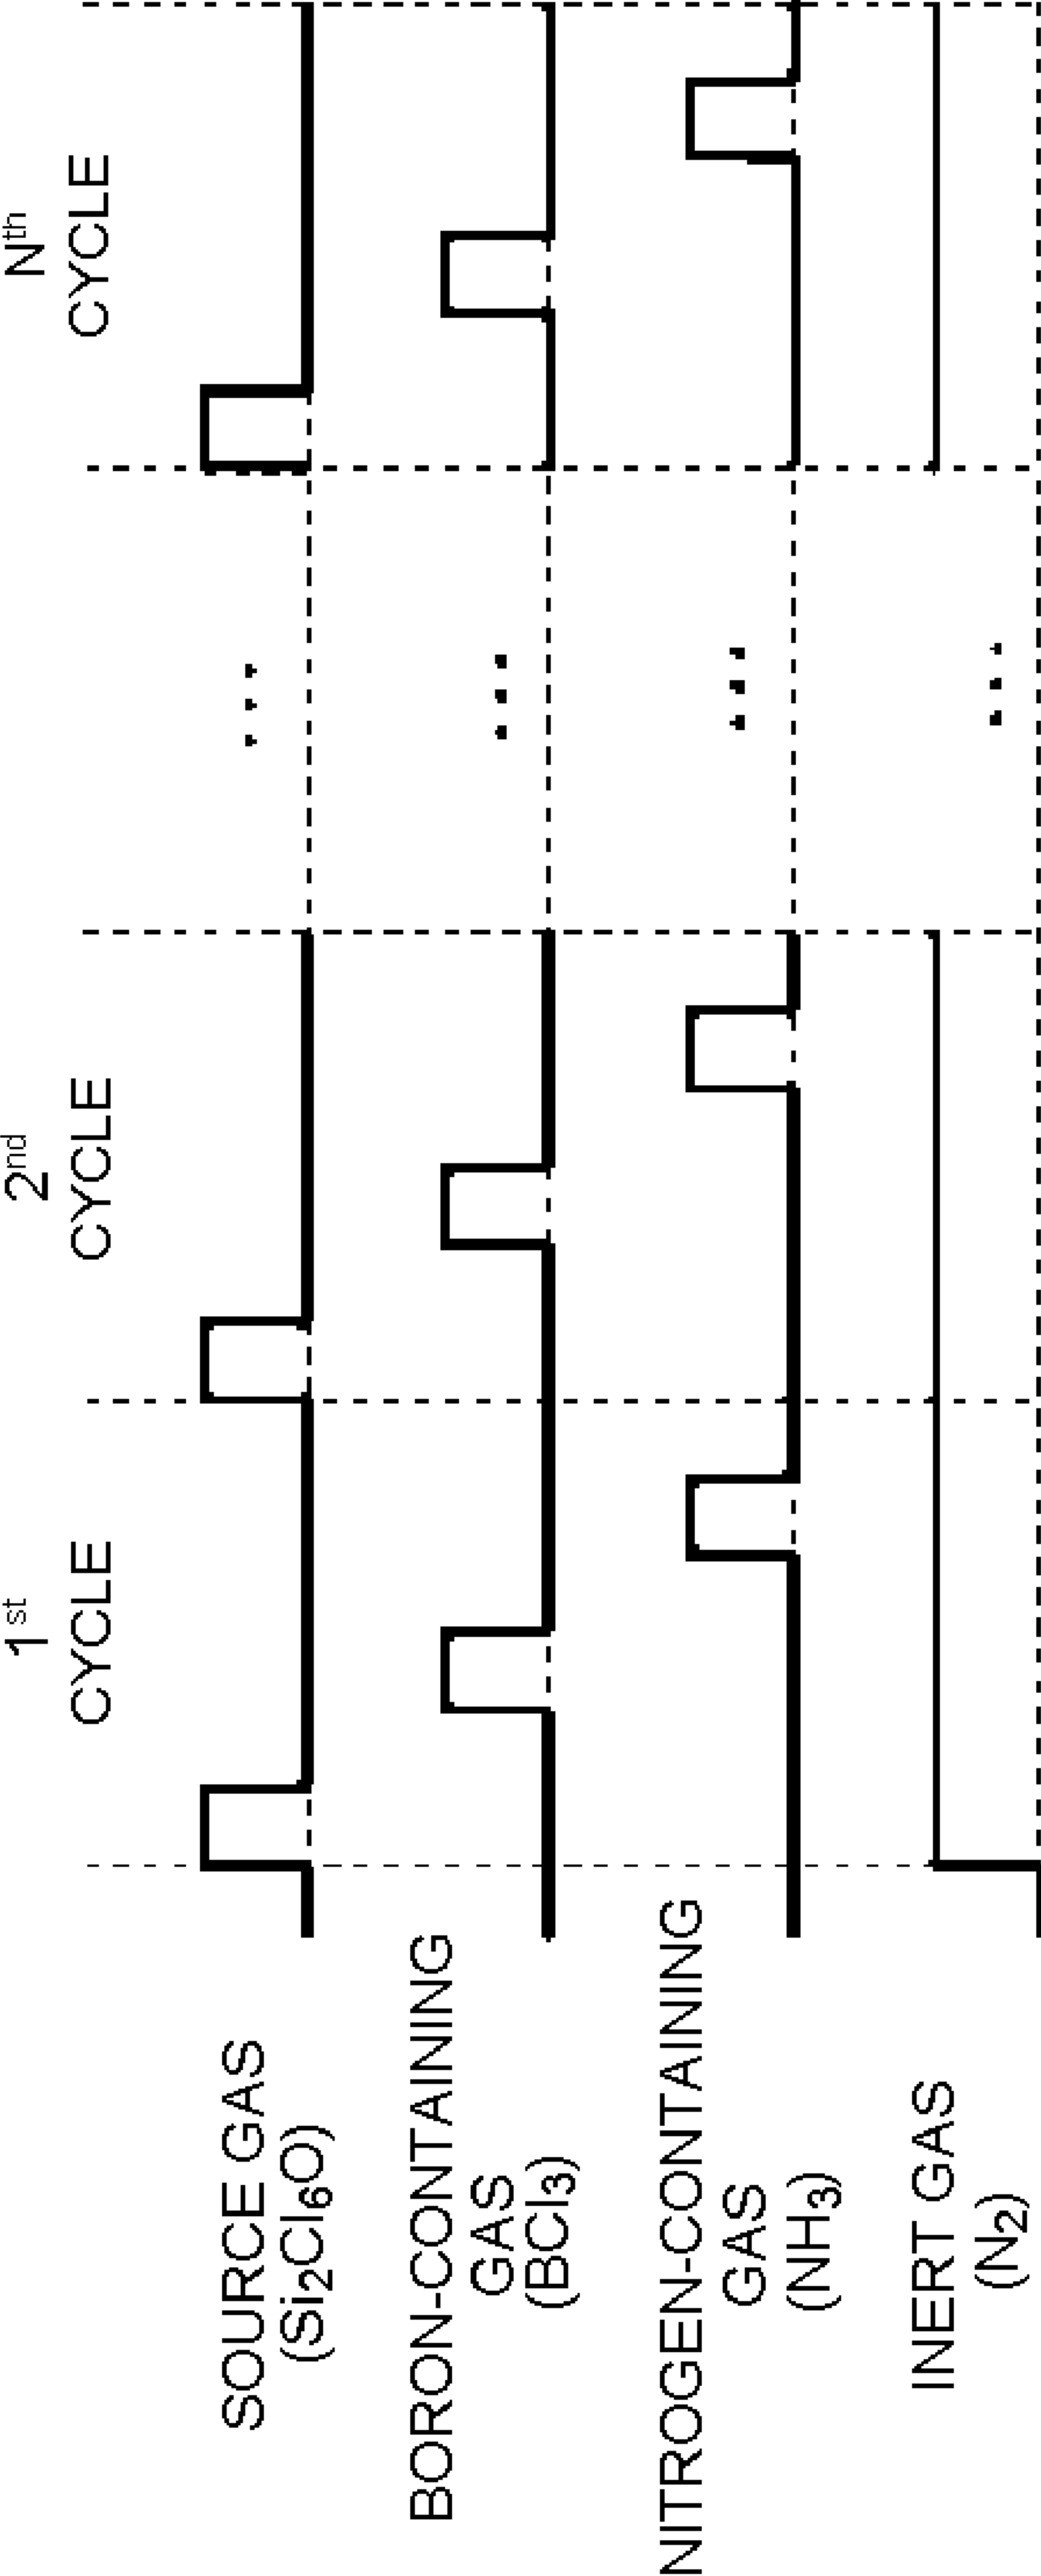 1st
CYCLE
2nd
CYCLE
Nth
CYCLE
SOURCE GAS
(Si2Cl6O)
...
BORON-CONTAINING
GAS
(BCl3)
...
NITROGEN-CONTAINING
GAS
(NH3)
...
INERT GAS
(N2)
...